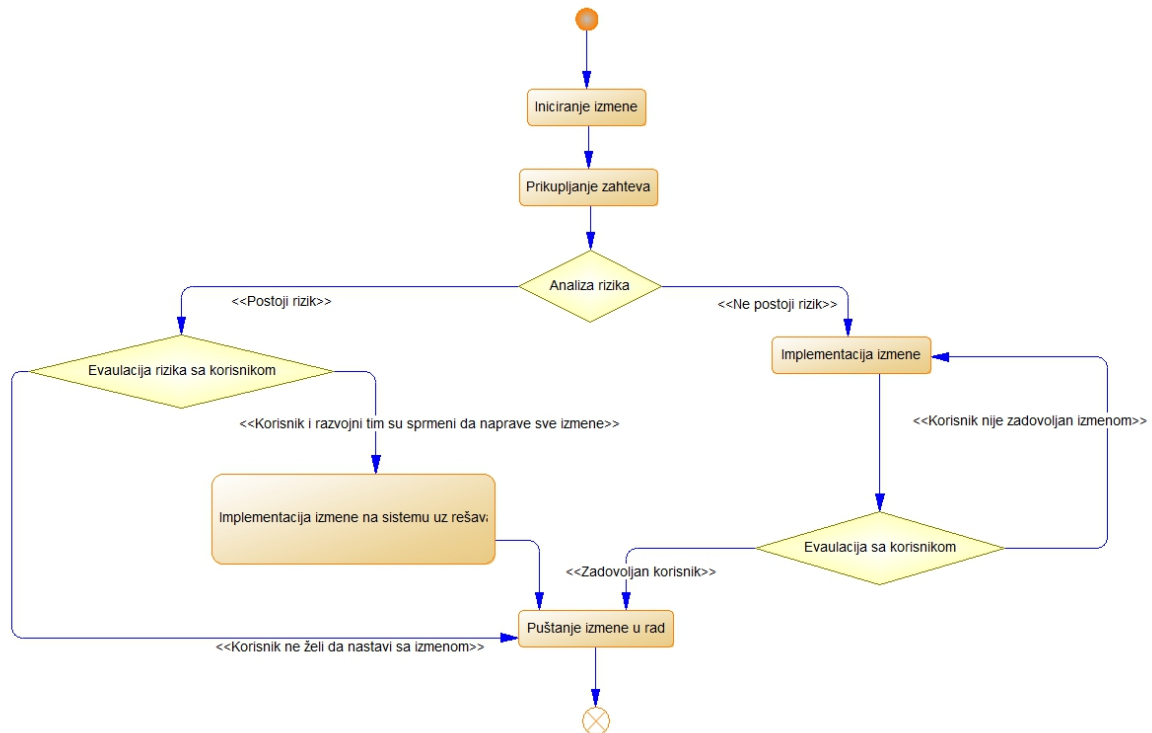 Iniciranje izmene
Prikupljanje zahteva
Analiza rizika
<<Postoji rizik>>
<<Ne postoji rizik>>
Evaulacija rizika sa korisnikom
Implementacija izmene
<<Korisnik i razvojni tim su sprmeni da naprave sve izmene>>
<<Korisnik nije zadovoljan izmenom>>
Implementacija izmene na sistemu uz rešava
Evaulacija sa korisnikom
<<Zadovoljan korisnik>>
Puštanje izmene u rad
<<Korisnik ne želi da nastavi sa izmenom>>